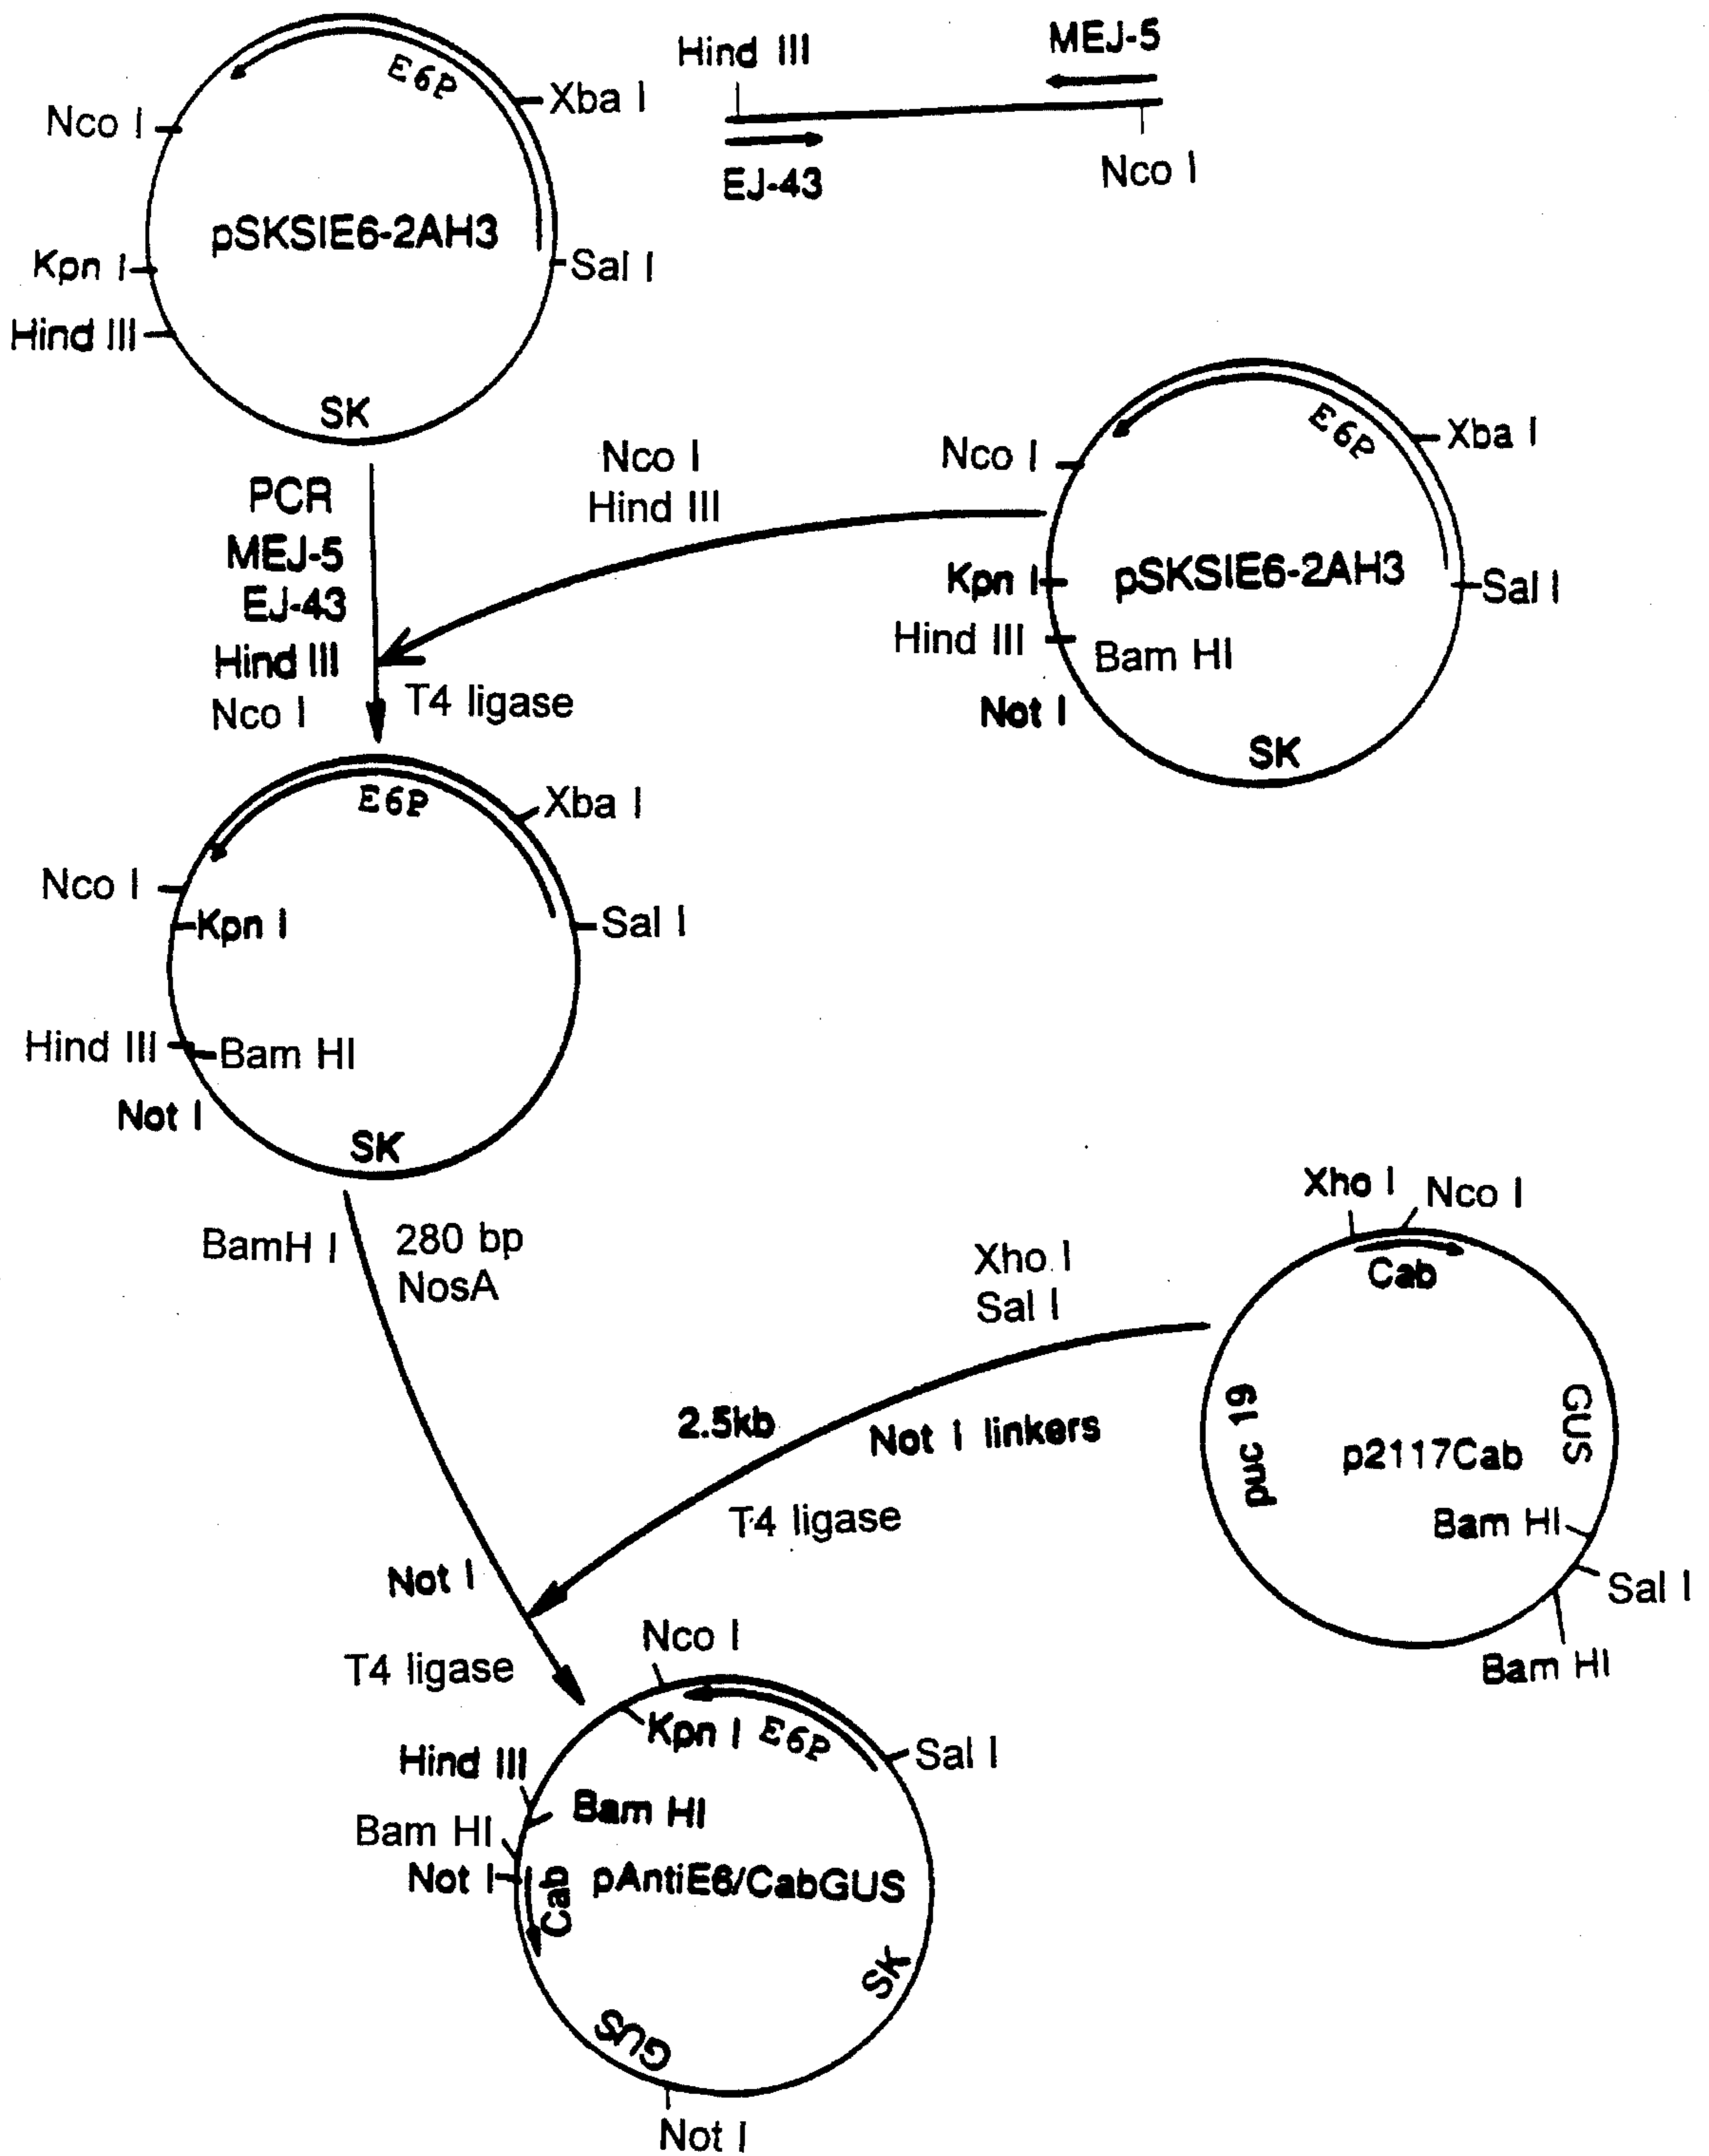 E6P
Xba I
Nco I
pSKSIE6-2AH3
Kpn I
Sal I
Hind III
SK
Hind III
MEJ-5
EJ-43
Nco I
PCR
MEJ-5
EJ-43
Hind III
Nco I
T4 ligase
Nco I
Hind III
E6P
Xba I
Nco I
Kpn I
pSKSIE6-2AH3
Sal I
Hind III
Bam HI
Not I
SK
E6P
Xba I
Nco I
Kpn I
Sal I
Hind III
Bam HI
Not I
SK
BamH I
280 bp
NosA
Xho I
Sal I
2.5kb
Not I linkers
T4 ligase
Xho I
Nco I
Cab
puc 19
GUS
p2117Cab
Bam HI
Sal I
Bam HI
Not I
T4 ligase
Nco I
Kpn I
E6P
Sal I
Hind III
Bam HI
Bam HI
Not I
Cab
pAntiE6/CabGUS
SK
GUS
Not I